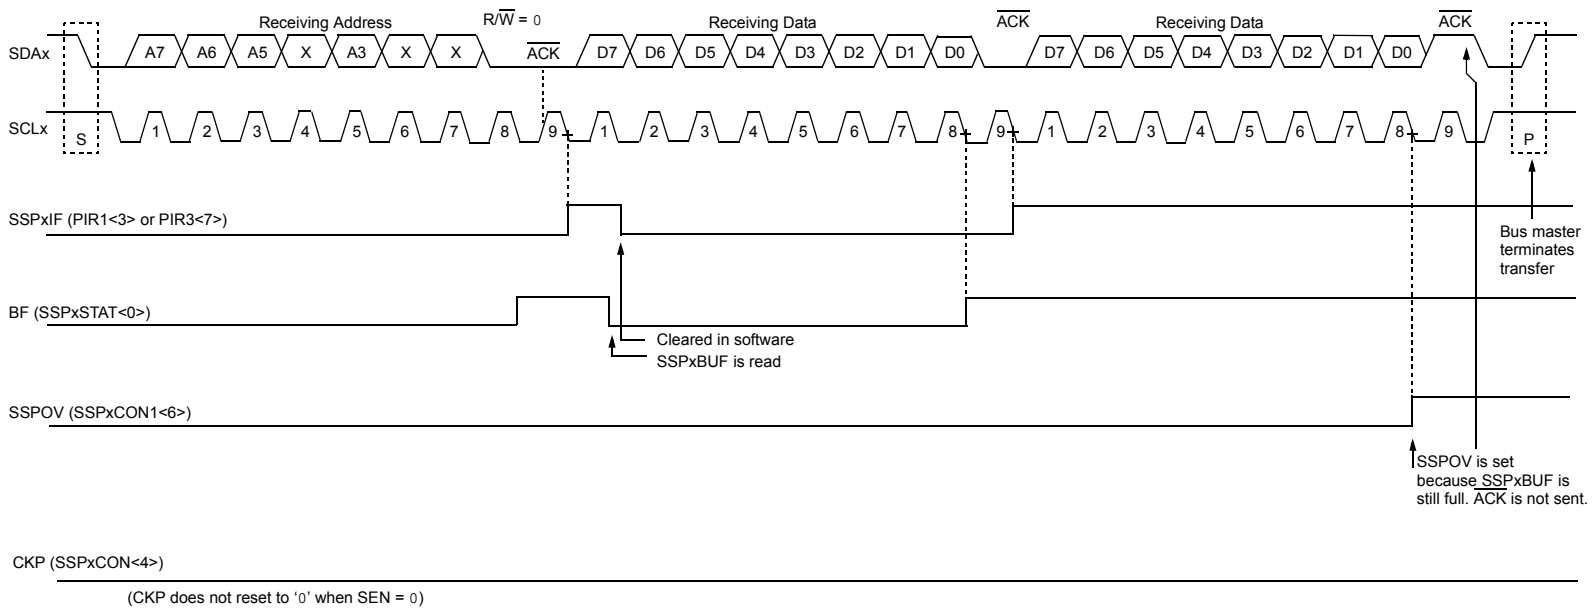 Receiving Address R/W = 0 Receiving Data ACK Receiving Data ACK
SDAx A7 A6 A5 X A3 X X ACK D7 D6 D5 D4 D3 D2 D1 D0 D7 D6 D5 D4 D3 D2 D1 D0
SCLx S 1 2 3 4 5 6 7 8 9 1 2 3 4 5 6 7 8 9 1 2 3 4 5 6 7 8 9 P
SSPxIF (PIR1<3> or PIR3<7>)
Bus master
terminates
transfer
BF (SSPxSTAT<0>)
Cleared in software
SSPxBUF is read
SSPOV (SSPxCON1<6>)
SSPOV is set
because SSPxBUF is
still full. ACK is not sent.
CKP (SSPxCON<4>)
(CKP does not reset to ‘0’ when SEN = 0)